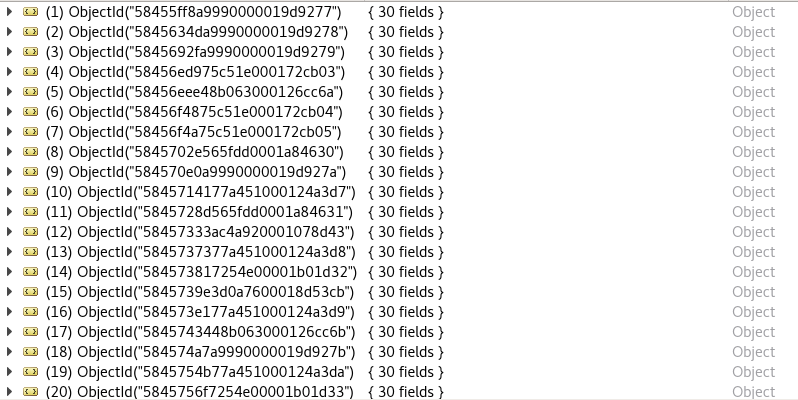 (1) ObjectId("58455ff8a9990000019d9277") { 30 fields } Object
(2) ObjectId("5845634da9990000019d9278") { 30 fields } Object
(3) ObjectId("5845692fa9990000019d9279") { 30 fields } Object
(4) ObjectId("58456ed975c51e000172cb03") { 30 fields } Object
(5) ObjectId("58456eee48b063000126cc6a") { 30 fields } Object
(6) ObjectId("58456f4875c51e000172cb04") { 30 fields } Object
(7) ObjectId("58456f4a75c51e000172cb05") { 30 fields } Object
(8) ObjectId("5845702e565fdd0001a84630") { 30 fields } Object
(9) ObjectId("584570e0a9990000019d927a") { 30 fields } Object
(10) ObjectId("5845714177a451000124a3d7") { 30 fields } Object
(11) ObjectId("5845728d565fdd0001a84631") { 30 fields } Object
(12) ObjectId("58457333ac4a920001078d43") { 30 fields } Object
(13) ObjectId("5845737377a451000124a3d8") { 30 fields } Object
(14) ObjectId("584573817254e00001b01d32") { 30 fields } Object
(15) ObjectId("5845739e3d0a7600018d53cb") { 30 fields } Object
(16) ObjectId("584573e177a451000124a3d9") { 30 fields } Object
(17) ObjectId("5845743448b063000126cc6b") { 30 fields } Object
(18) ObjectId("584574a7a9990000019d927b") { 30 fields } Object
(19) ObjectId("5845754b77a451000124a3da") { 30 fields } Object
(20) ObjectId("5845756f7254e00001b01d33") { 30 fields } Object